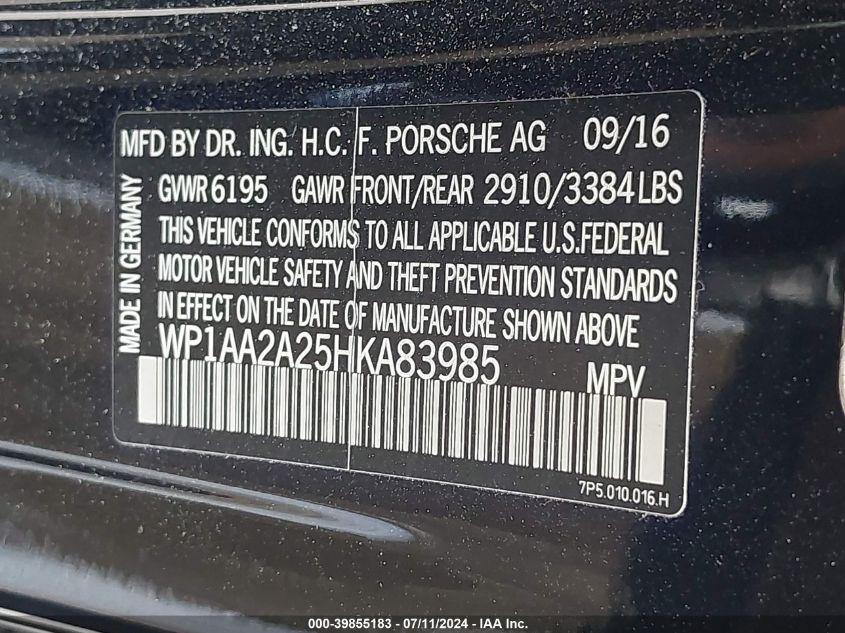 MFD BY DR. ING. H.C. F. PORSCHE AG 09/16
GVWR 6195 GAWR FRONT/REAR 2910/3384 LBS
THIS VEHICLE CONFORMS TO ALL APPLICABLE U.S.FEDERAL
MOTOR VEHICLE SAFETY AND THEFT PREVENTION STANDARDS
IN EFFECT ON THE DATE OF MANUFACTURE SHOWN ABOVE
WP1AA2A25HKA83985 MPV
MADE IN GERMANY
7P5.010.016.H
000-39855183 - 07/11/2024 - IAA Inc.